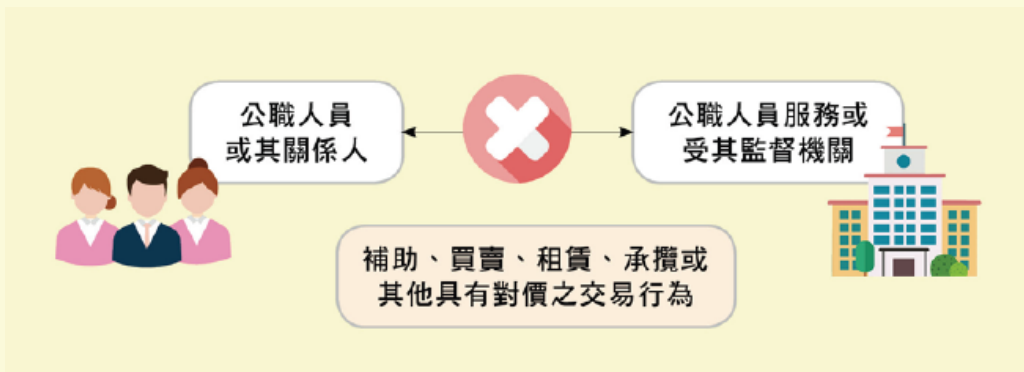 公職人員
或其關係人
公職人員服務或
受其監督機關
補助、買賣、租賃、承攬或
其他具有對價之交易行為